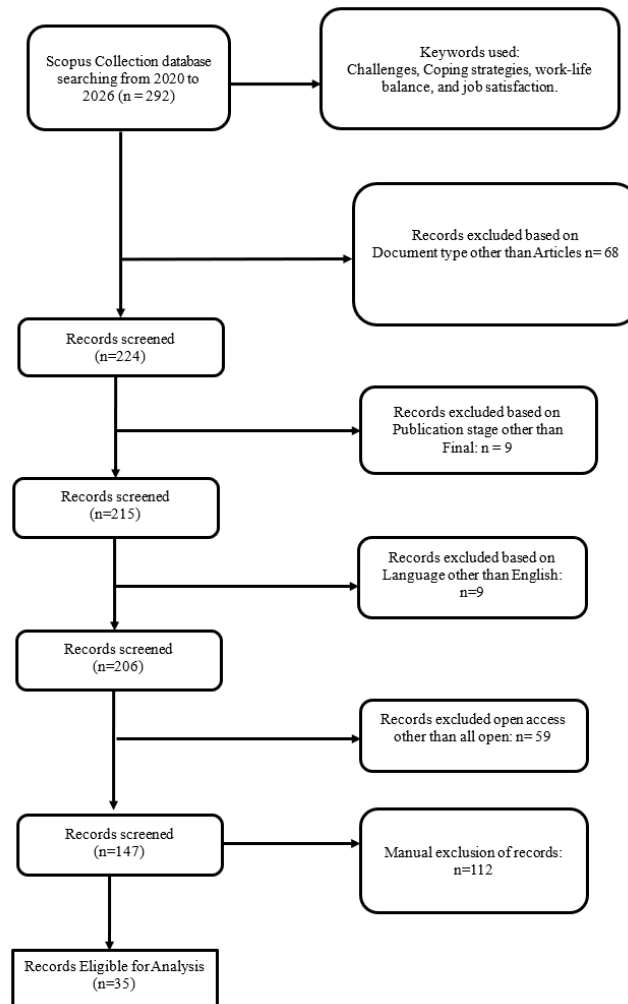 Scopus Collection database
searching from 2020 to
2026 (n = 292)
Keywords used:
Challenges, Coping strategies, work-life
balance, and job satisfaction.
Records excluded based on
Document type other than Articles n= 68
Records screened
(n=224)
Records excluded based on
Publication stage other than
Final: n = 9
Records screened
(n=215)
Records excluded based on
Language other than English:
n=9
Records screened
(n=206)
Records excluded open access
other than all open: n= 59
Records screened
(n=147)
Manual exclusion of records:
n=112
Records Eligible for Analysis
(n=35)